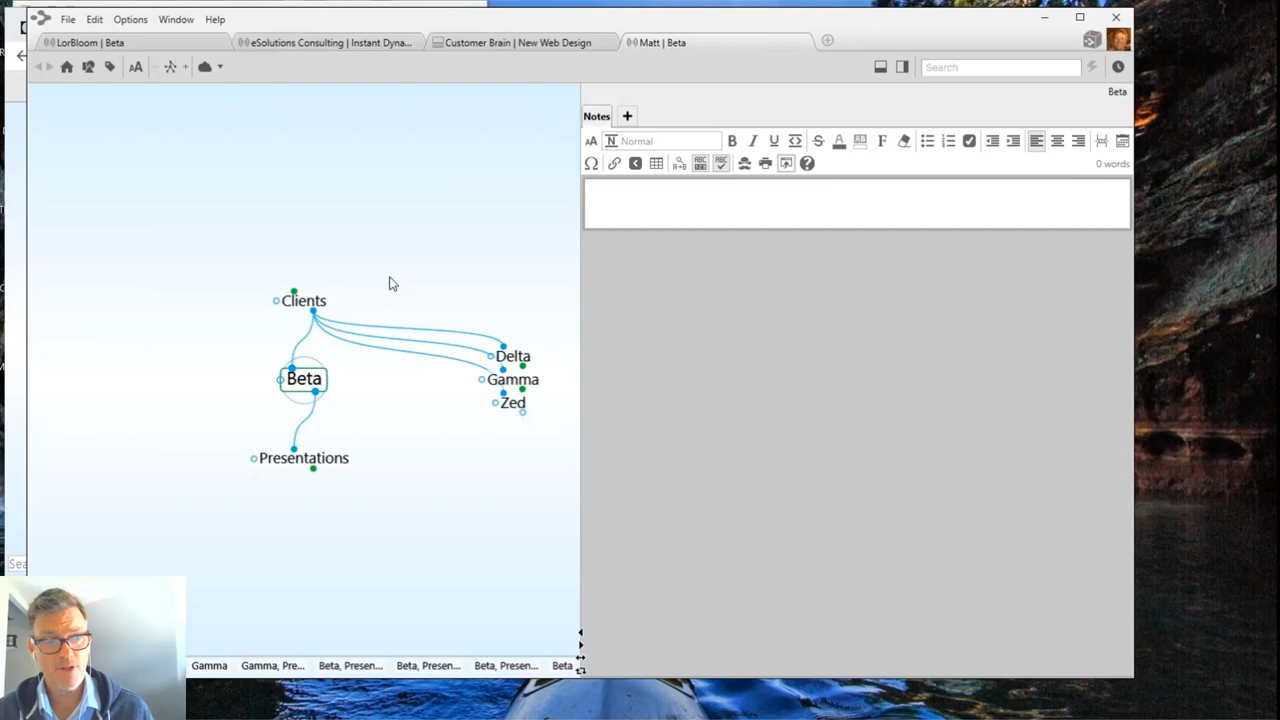 File Edit Options Window Help
LorBloom | Beta
eSolutions Consulting | Instant Dyna...
Customer Brain | New Web Design
Matt | Beta
Search
Beta
Notes
Normal
0 words
Clients
Delta
Beta
Gamma
Zed
Presentations
Sea
Gamma Gamma, Pre... Beta, Presen... Beta, Presen... Beta, Presen... Beta